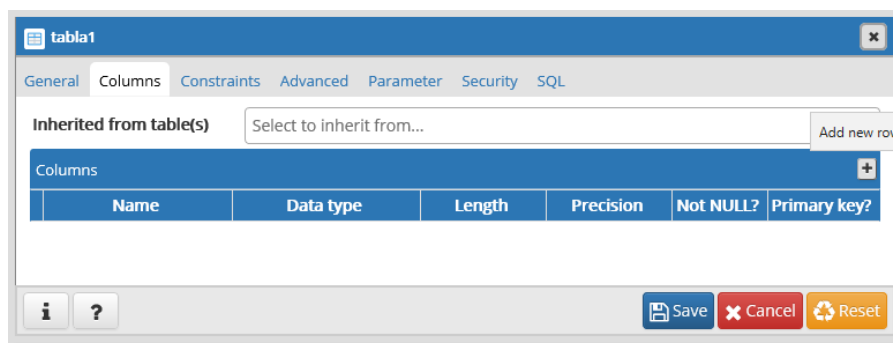 tabla1
General Columns Constraints Advanced Parameter Security SQL
Inherited from table(s) Select to inherit from...
Add new row
Columns
Name Data type Length Precision Not NULL? Primary key?
i ? Save Cancel Reset